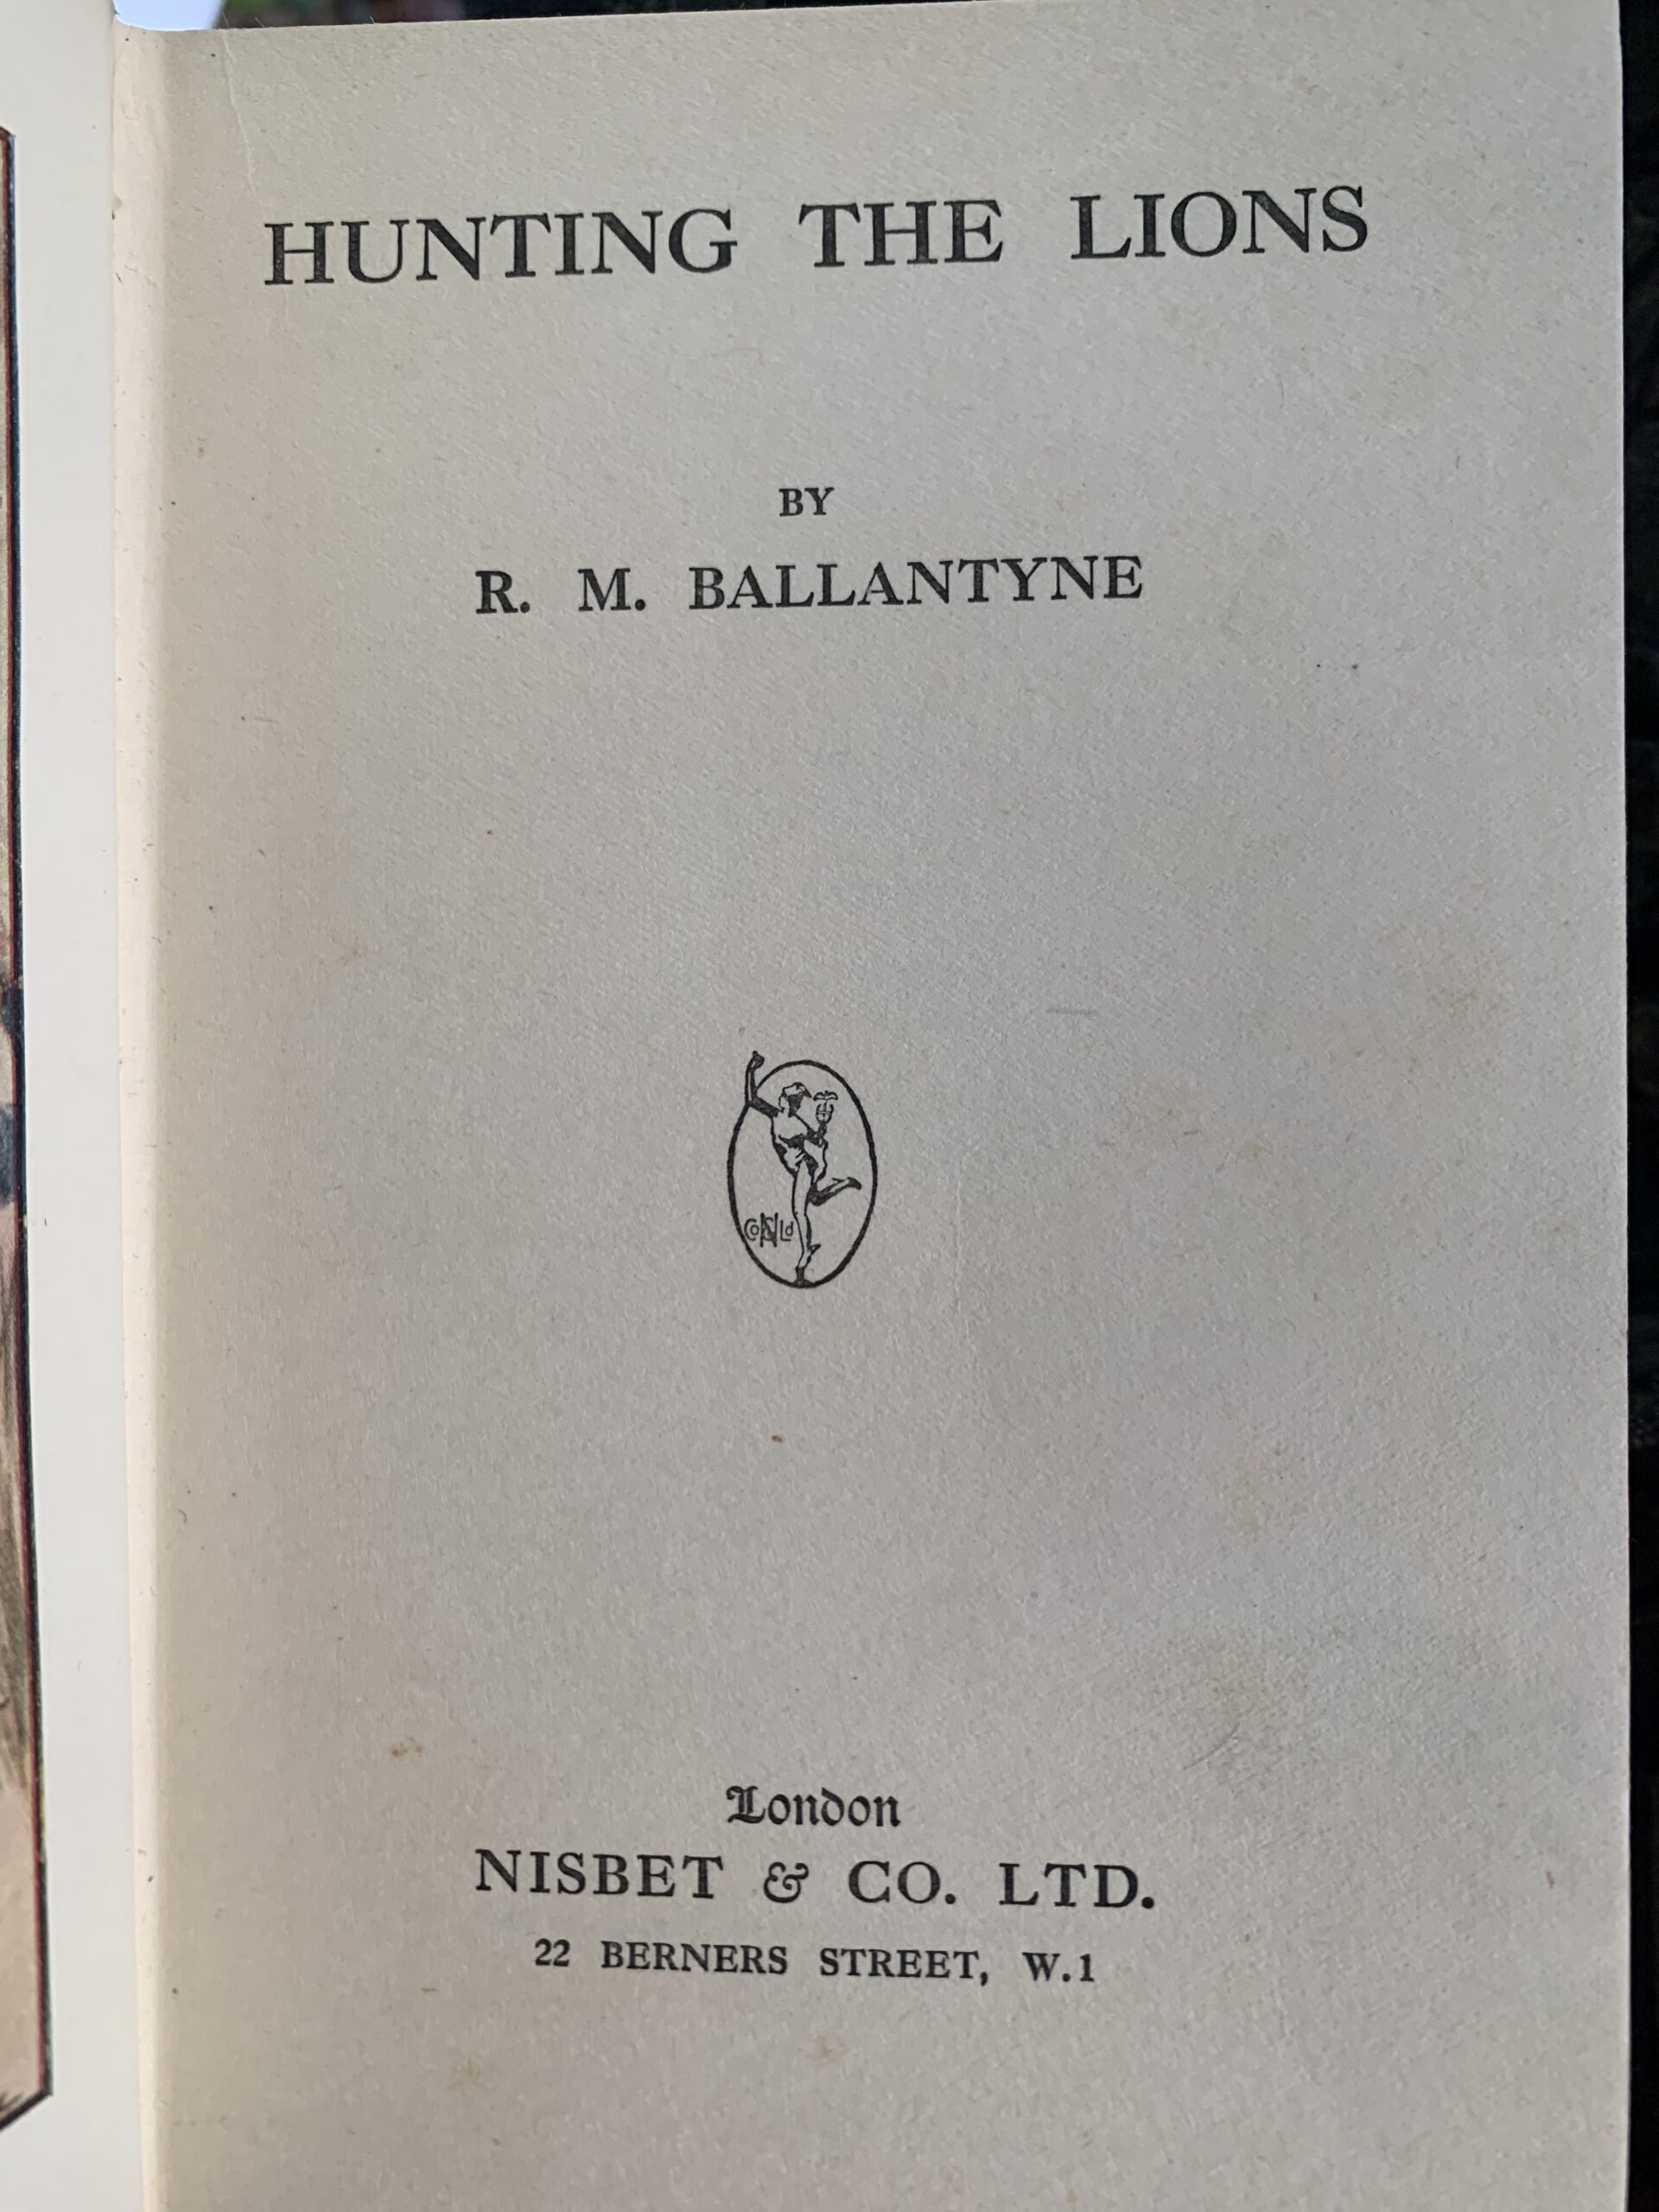 HUNTING THE LIONS
BY
R. M. BALLANTYNE
London
NISBET & CO. LTD.
22 BERNERS STREET, W.1